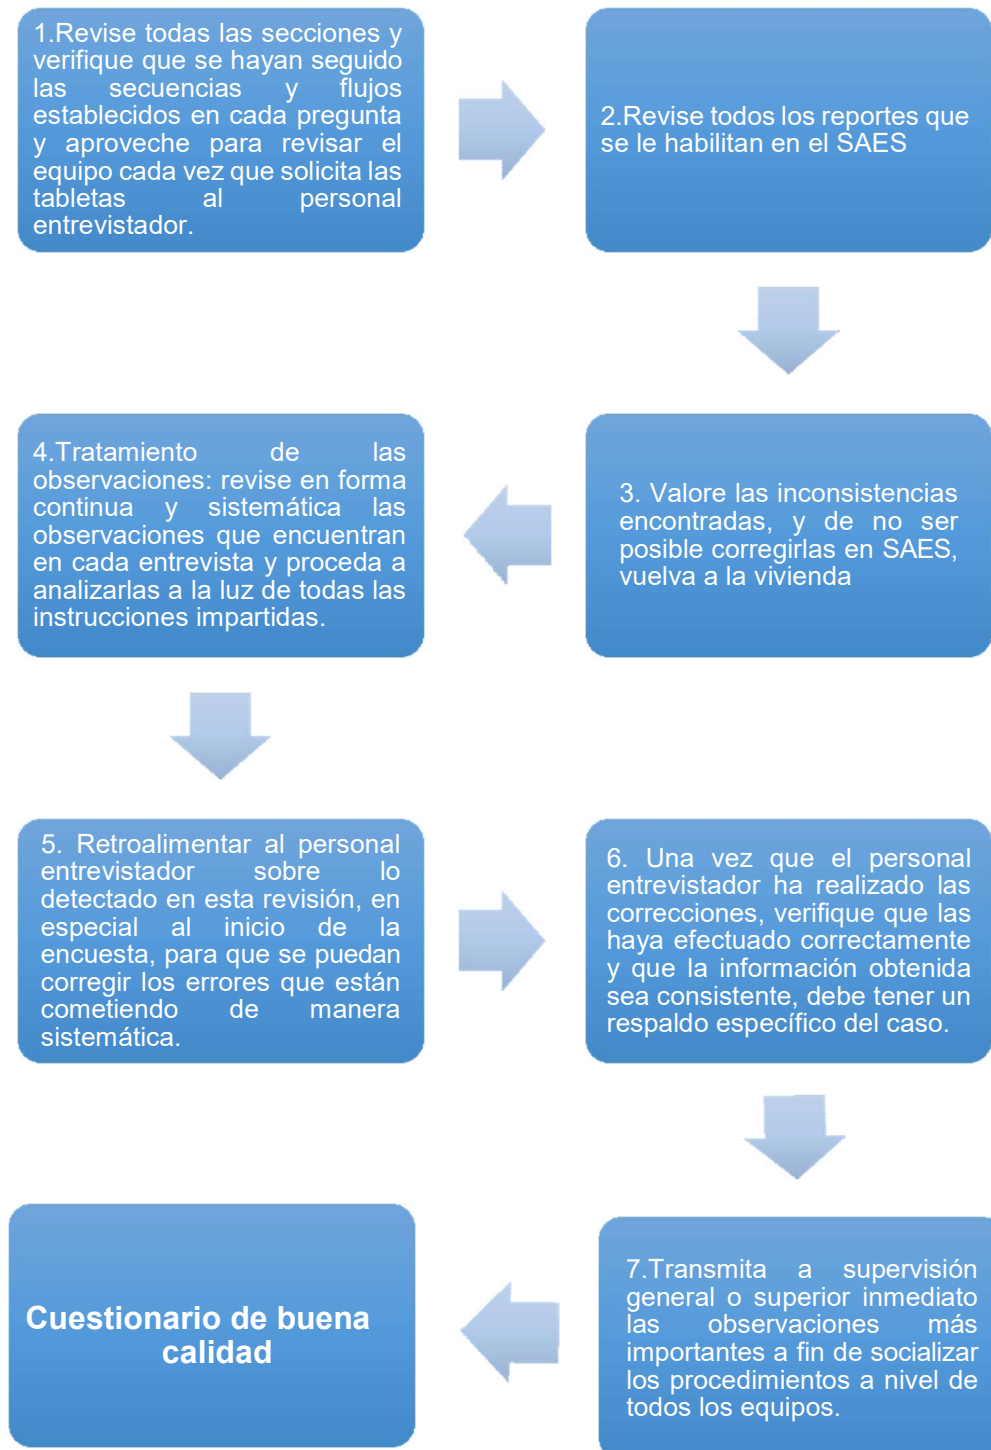 1.Revise todas las secciones y
verifique que se hayan seguido
las secuencias y flujos
establecidos en cada pregunta
y aproveche para revisar el
equipo cada vez que solicita las
tabletas al personal
entrevistador.
2.Revise todos los reportes que
se le habilitan en el SAES
3. Valore las inconsistencias
encontradas, y de no ser
posible corregirlas en SAES,
vuelva a la vivienda
4.Tratamiento de las
observaciones: revise en forma
continua y sistemática las
observaciones que encuentran
en cada entrevista y proceda a
analizarlas a la luz de todas las
instrucciones impartidas.
5. Retroalimentar al personal
entrevistador sobre lo
detectado en esta revisión, en
especial al inicio de la
encuesta, para que se puedan
corregir los errores que están
cometiendo de manera
sistemática.
6. Una vez que el personal
entrevistador ha realizado las
correcciones, verifique que las
haya efectuado correctamente
y que la información obtenida
sea consistente, debe tener un
respaldo específico del caso.
7.Transmita a supervisión
general o superior inmediato
las observaciones más
importantes a fin de socializar
los procedimientos a nivel de
todos los equipos.
Cuestionario de buena
calidad